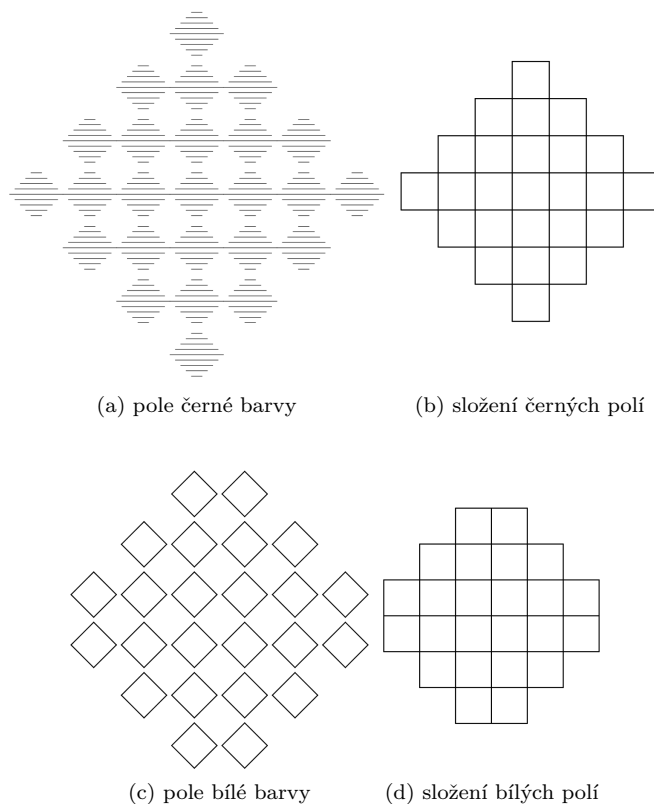 (a) pole černé barvy
(b) složení černých polí
(c) pole bílé barvy
(d) složení bílých polí